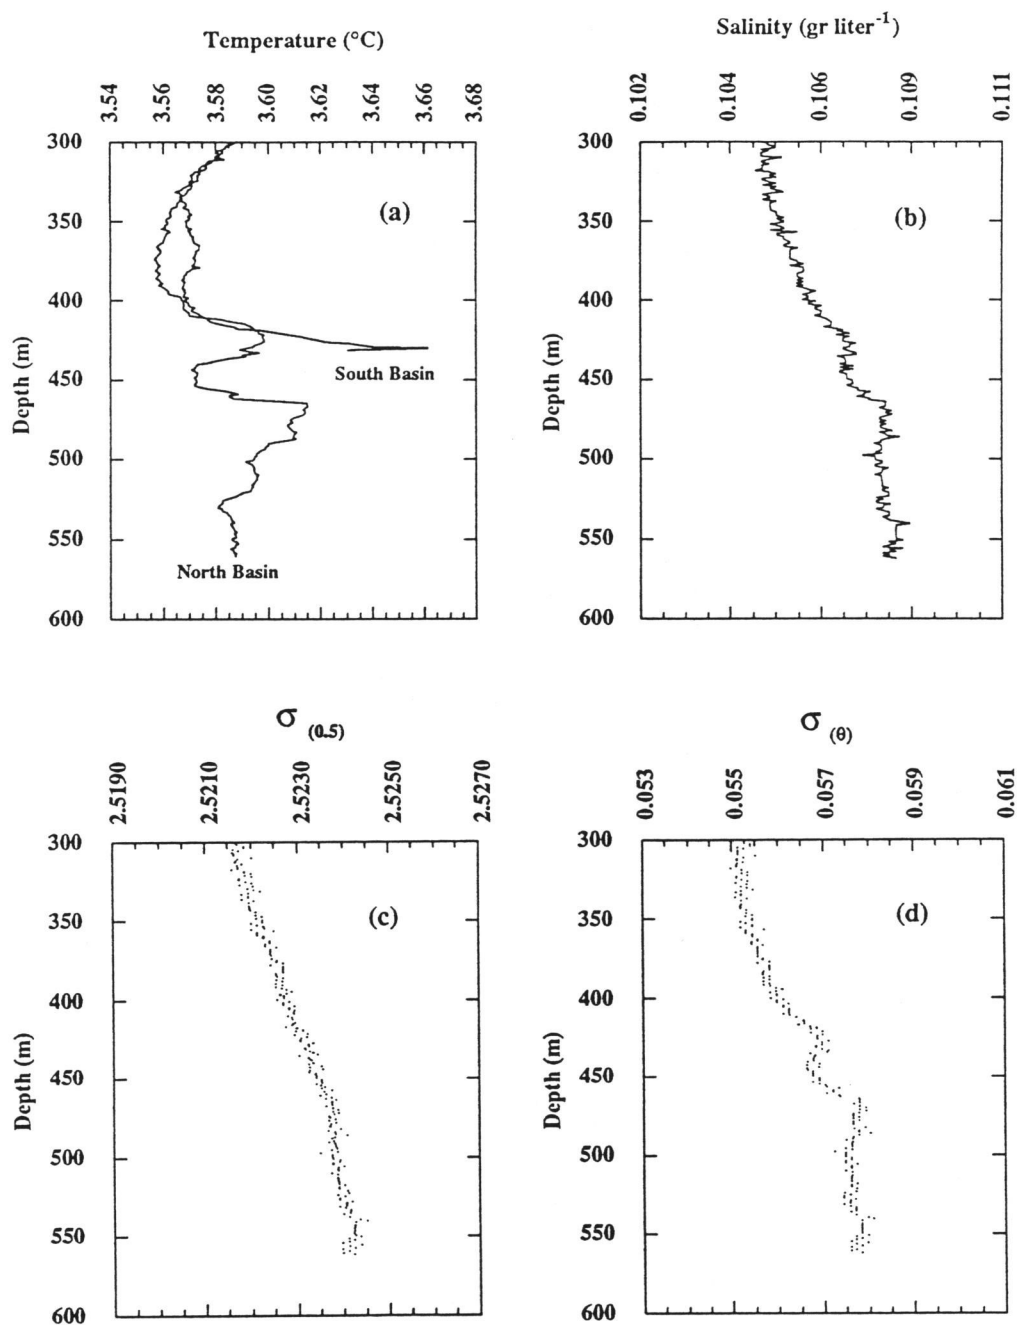 Temperature (°C)
3.54 3.56 3.58 3.60 3.62 3.64 3.66 3.68
300
350
400
450
500
550
600
Depth (m)
(a)
South Basin
North Basin
Salinity (gr liter⁻¹)
0.102 0.104 0.106 0.109 0.111
300
350
400
450
500
550
600
Depth (m)
(b)
σ (0.5)
2.5190 2.5210 2.5230 2.5250 2.5270
300
350
400
450
500
550
600
Depth (m)
(c)
σ (θ)
0.053 0.055 0.057 0.059 0.061
300
350
400
450
500
550
600
Depth (m)
(d)